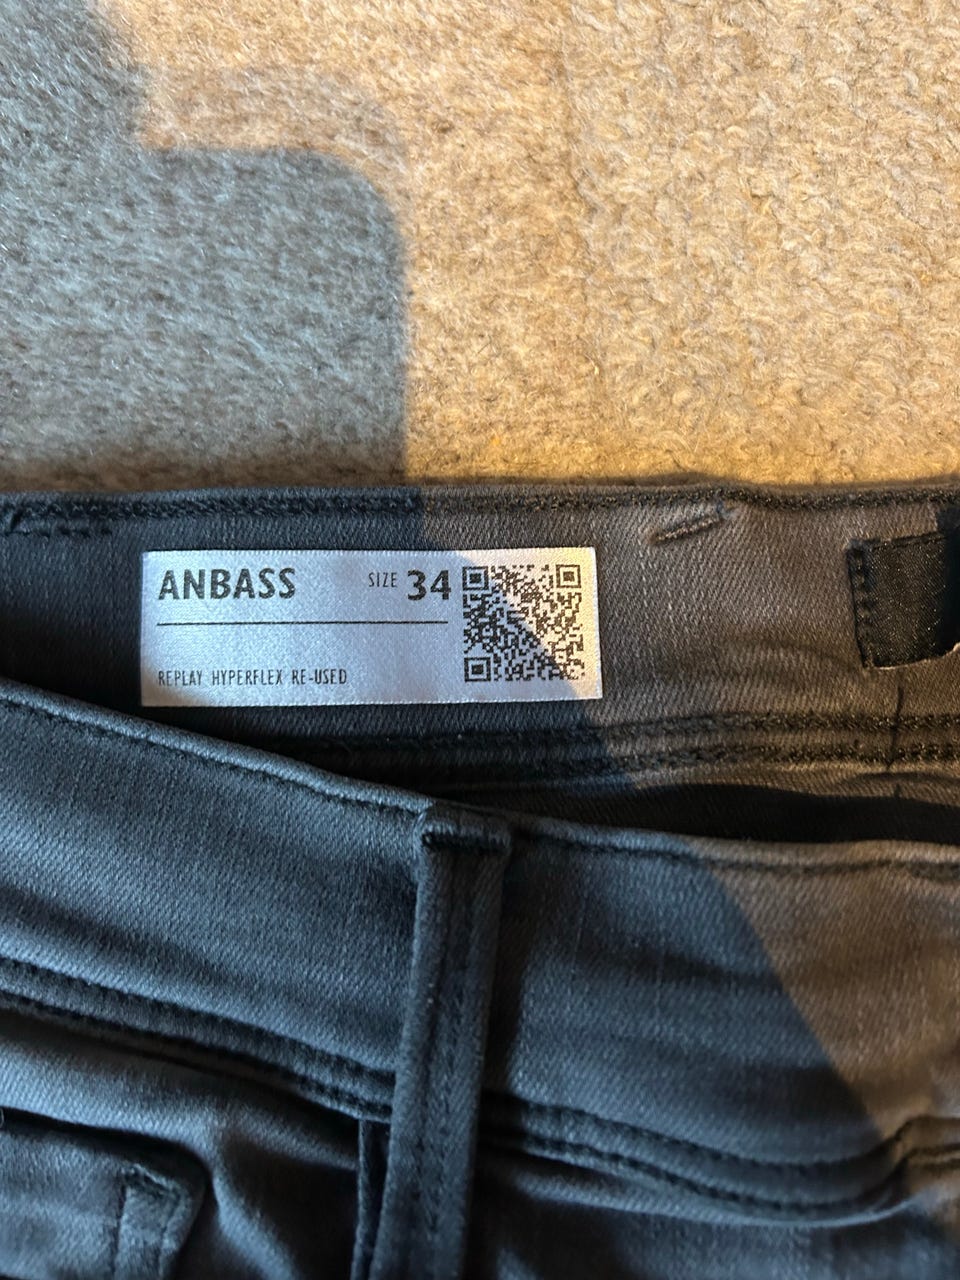 ANBASS SIZE 34
REPLAY HYPERFLEX RE-USED